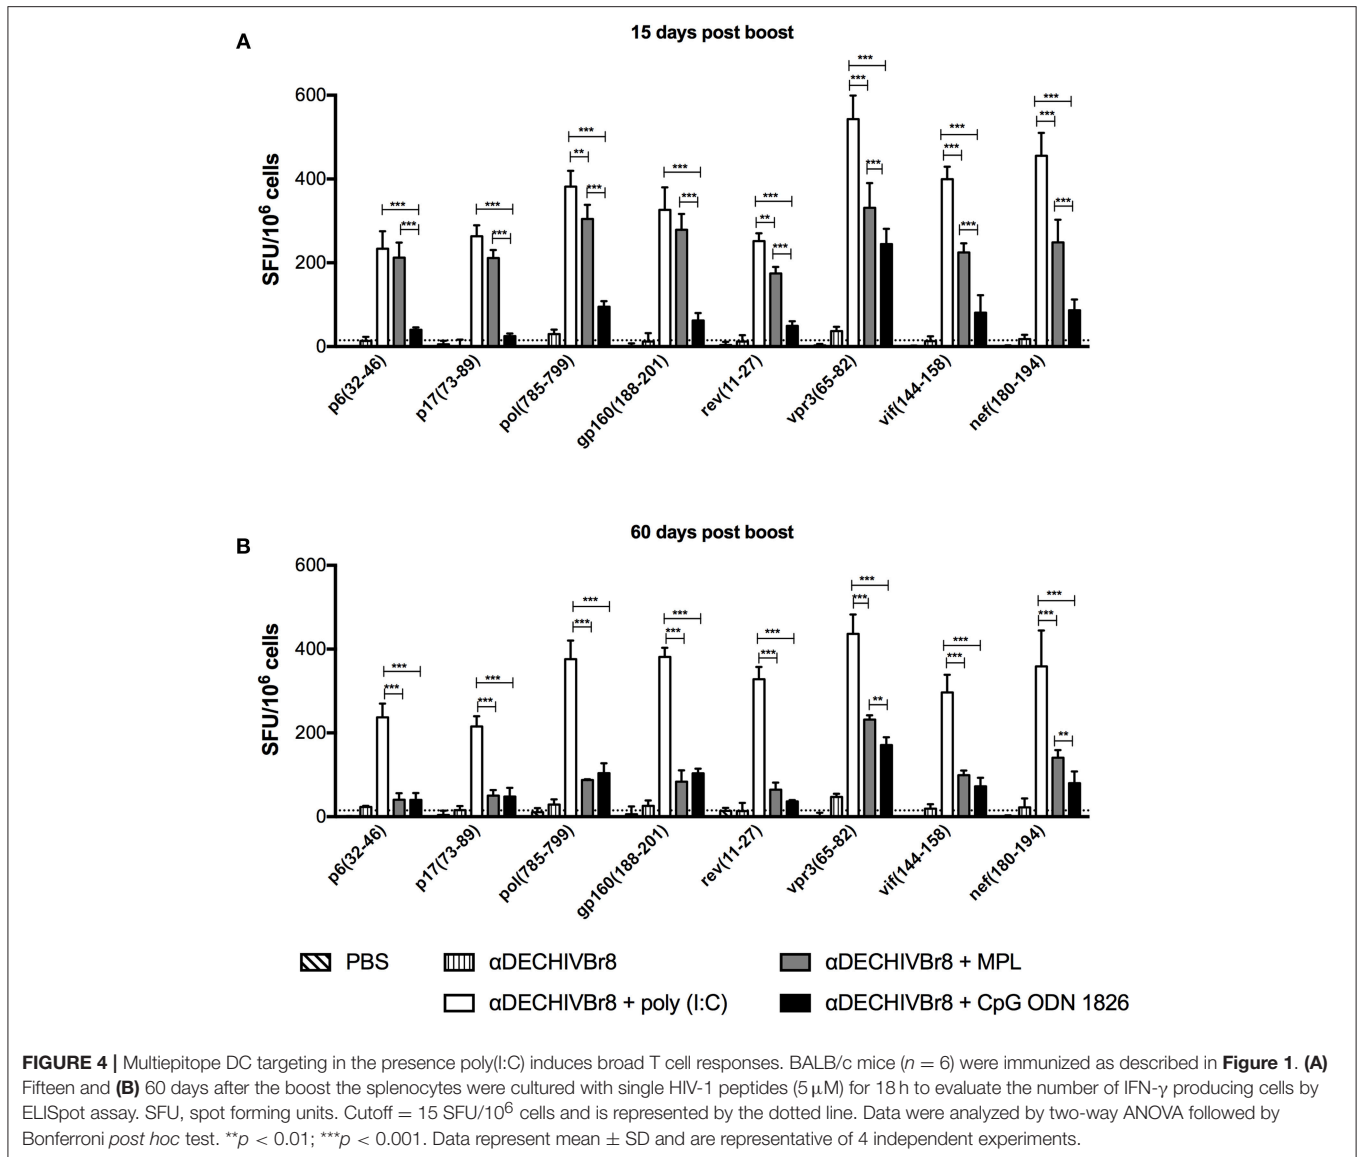 A
15 days post boost
SFU/10⁶ cells
600
400
200
0
*** ***
*** ***
*** ** ***
*** ***
*** ** ***
*** *** ***
*** *** ***
*** *** ***
p6(32-46)
p17(73-89)
pol(785-799)
gp160(188-201)
rev(11-27)
vpr3(65-82)
vif(144-158)
nef(180-194)
B
60 days post boost
SFU/10⁶ cells
600
400
200
0
*** ***
*** ***
*** ***
*** ***
*** ***
*** *** **
*** ***
*** *** **
p6(32-46)
p17(73-89)
pol(785-799)
gp160(188-201)
rev(11-27)
vpr3(65-82)
vif(144-158)
nef(180-194)
PBS
αDECHIVBr8
αDECHIVBr8 + MPL
αDECHIVBr8 + poly (I:C)
αDECHIVBr8 + CpG ODN 1826
FIGURE 4 | Multiepitope DC targeting in the presence poly(I:C) induces broad T cell responses. BALB/c mice (n = 6) were immunized as described in Figure 1. (A)
Fifteen and (B) 60 days after the boost the splenocytes were cultured with single HIV-1 peptides (5 μM) for 18 h to evaluate the number of IFN-γ producing cells by
ELISpot assay. SFU, spot forming units. Cutoff = 15 SFU/10⁶ cells and is represented by the dotted line. Data were analyzed by two-way ANOVA followed by
Bonferroni post hoc test. **p < 0.01; ***p < 0.001. Data represent mean ± SD and are representative of 4 independent experiments.